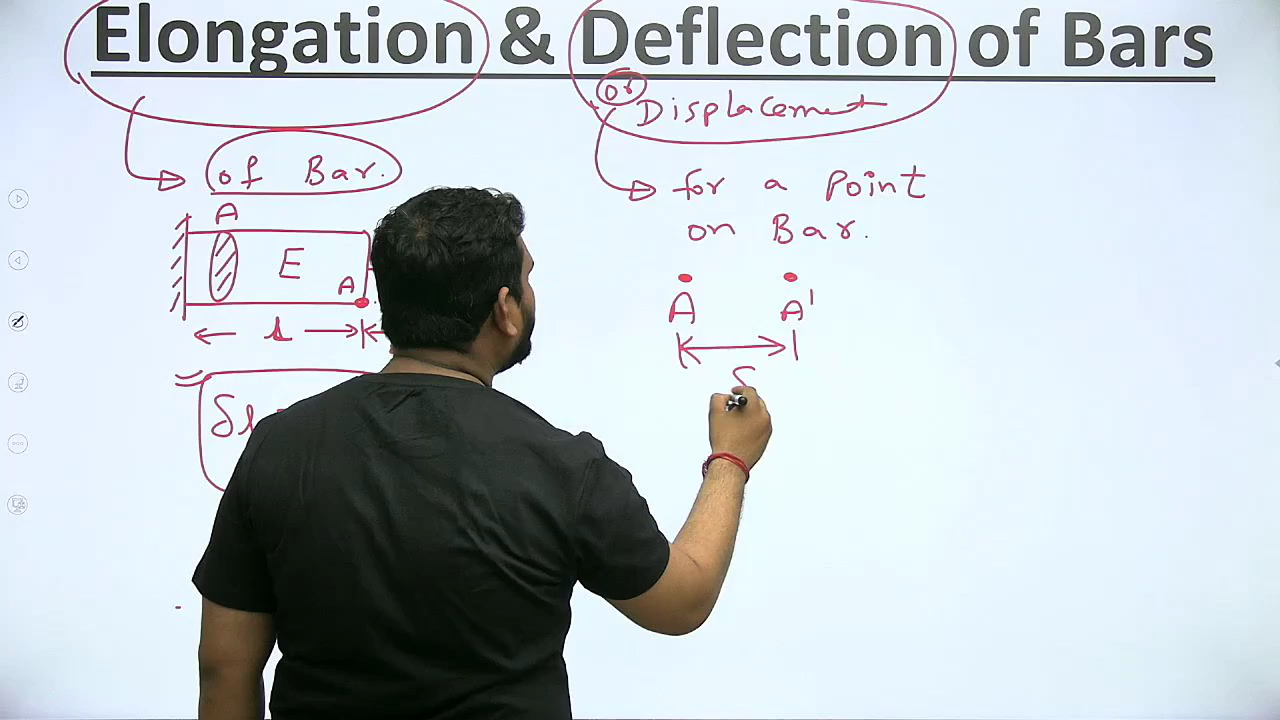 Elongation & Deflection of Bars
or Displacement
of Bar.
for a point
on Bar.
A
E
A
l
A A'
δ
δl =